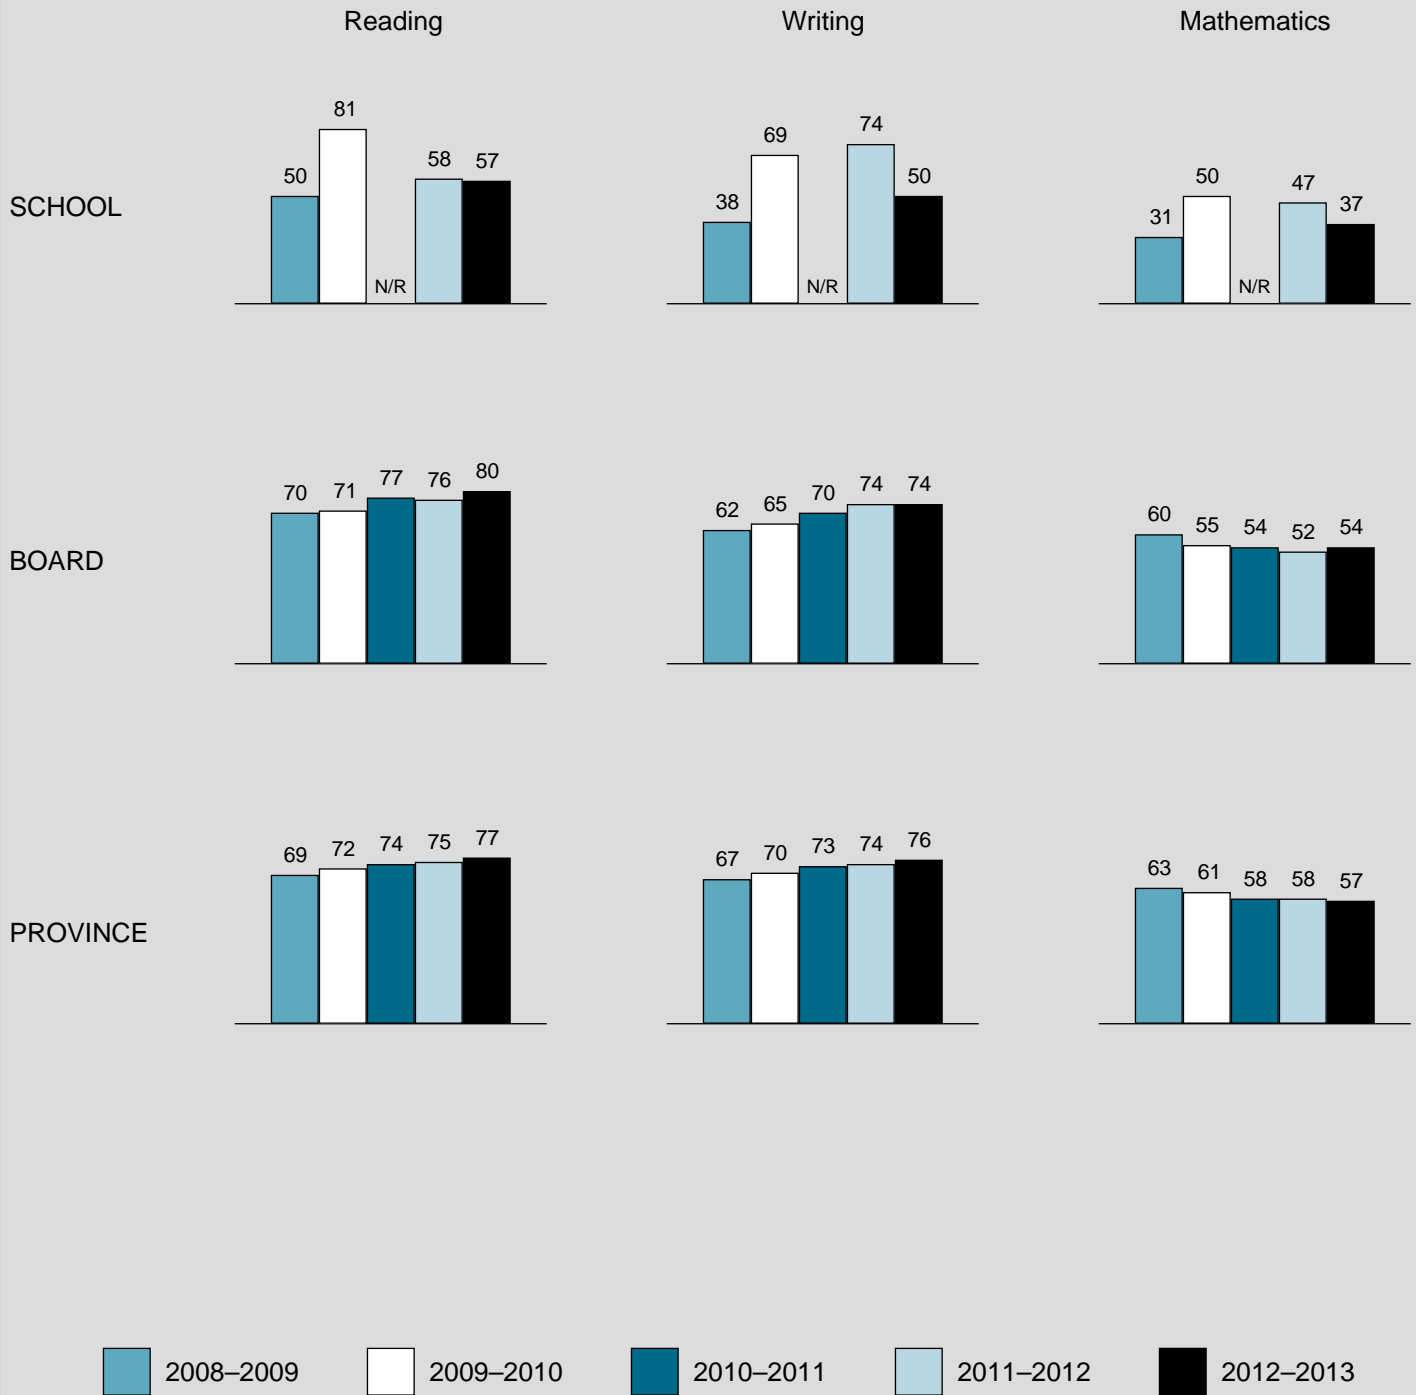 Reading Writing Mathematics
SCHOOL
50 81 N/R 58 57
38 69 N/R 74 50
31 50 N/R 47 37
BOARD
70 71 77 76 80
62 65 70 74 74
60 55 54 52 54
PROVINCE
69 72 74 75 77
67 70 73 74 76
63 61 58 58 57
2008–2009 2009–2010 2010–2011 2011–2012 2012–2013